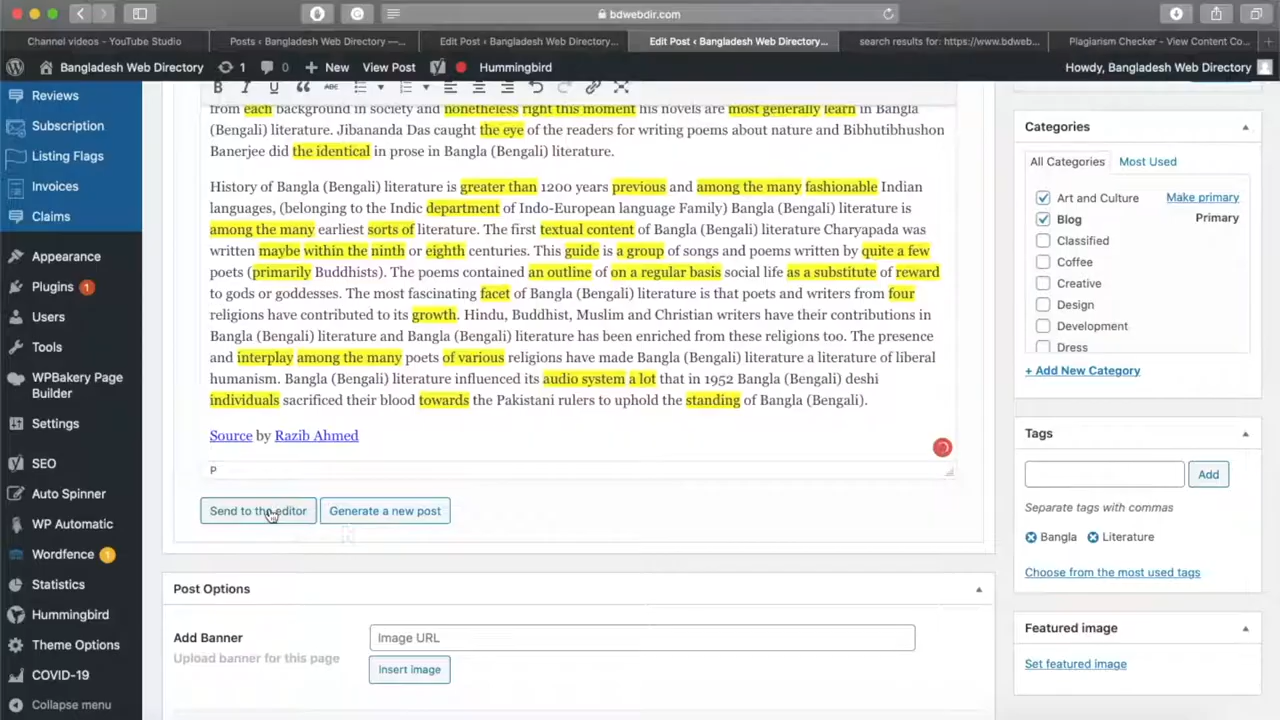 bdwebdir.com
Channel videos - YouTube Studio
Posts ‹ Bangladesh Web Directory —...
Edit Post ‹ Bangladesh Web Directory...
Edit Post ‹ Bangladesh Web Directory...
search results for: https://www.bdweb...
Plagiarism Checker - View Content Co...
Bangladesh Web Directory 1 0 + New View Post Hummingbird Howdy, Bangladesh Web Directory
Reviews
Subscription
Listing Flags
Invoices
Claims
Appearance
Plugins 1
Users
Tools
WPBakery Page
Builder
Settings
SEO
Auto Spinner
WP Automatic
Wordfence 1
Statistics
Hummingbird
Theme Options
COVID-19
Collapse menu
B I U ABC
from each background in society and nonetheless right this moment his novels are most generally learn in Bangla
(Bengali) literature. Jibananda Das caught the eye of the readers for writing poems about nature and Bibhutibhushon
Banerjee did the identical in prose in Bangla (Bengali) literature.
History of Bangla (Bengali) literature is greater than 1200 years previous and among the many fashionable Indian
languages, (belonging to the Indic department of Indo-European language Family) Bangla (Bengali) literature is
among the many earliest sorts of literature. The first textual content of Bangla (Bengali) literature Charyapada was
written maybe within the ninth or eighth centuries. This guide is a group of songs and poems written by quite a few
poets (primarily Buddhists). The poems contained an outline of on a regular basis social life as a substitute of reward
to gods or goddesses. The most fascinating facet of Bangla (Bengali) literature is that poets and writers from four
religions have contributed to its growth. Hindu, Buddhist, Muslim and Christian writers have their contributions in
Bangla (Bengali) literature and Bangla (Bengali) literature has been enriched from these religions too. The presence
and interplay among the many poets of various religions have made Bangla (Bengali) literature a literature of liberal
humanism. Bangla (Bengali) literature influenced its audio system a lot that in 1952 Bangla (Bengali) deshi
individuals sacrificed their blood towards the Pakistani rulers to uphold the standing of Bangla (Bengali).
Source by Razib Ahmed
P
Send to the editor
Generate a new post
Post Options
Add Banner
Upload banner for this page
Image URL
Insert image
Categories
All Categories Most Used
Art and Culture Make primary
Blog Primary
Classified
Coffee
Creative
Design
Development
Dress
+ Add New Category
Tags
Add
Separate tags with commas
Bangla Literature
Choose from the most used tags
Featured image
Set featured image